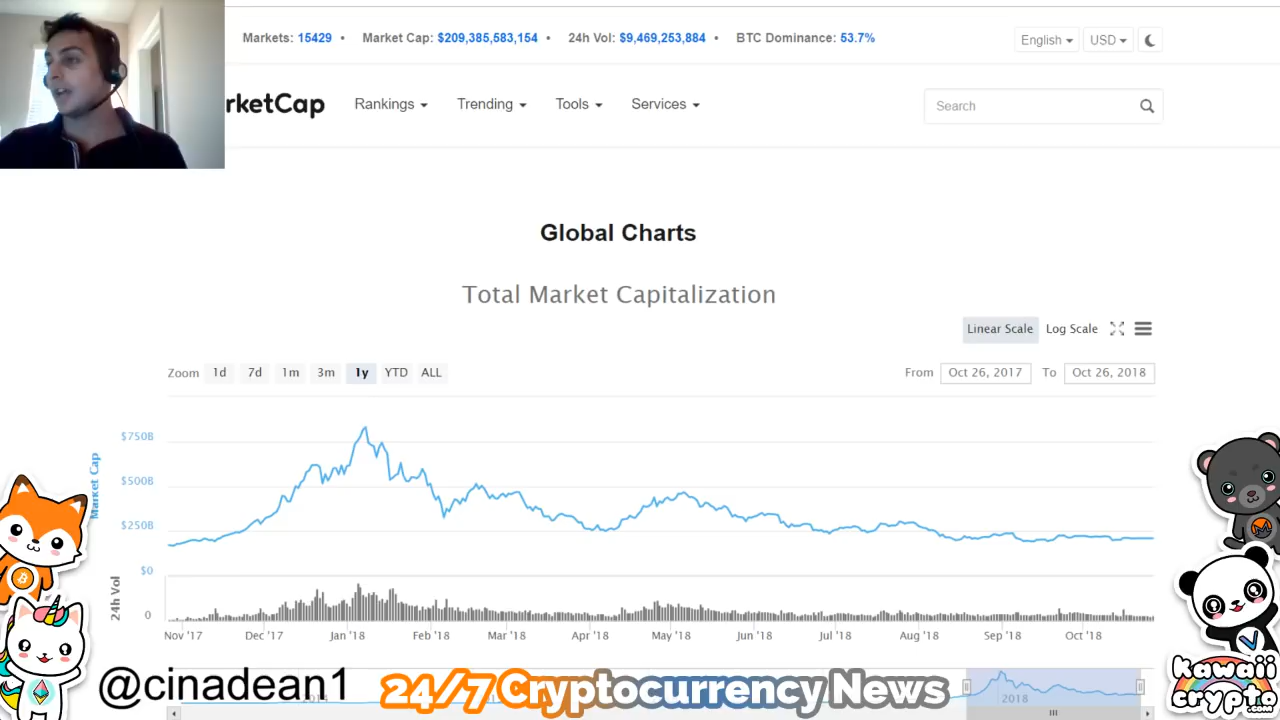 Markets: 15429 • Market Cap: $209,385,583,154 • 24h Vol: $9,469,253,884 • BTC Dominance: 53.7%
English USD
rketCap Rankings Trending Tools Services Search
Global Charts
Total Market Capitalization
Linear Scale Log Scale
Zoom 1d 7d 1m 3m 1y YTD ALL From Oct 26, 2017 To Oct 26, 2018
Market Cap
$750B
$500B
$250B
$0
24h Vol
0
Nov '17 Dec '17 Jan '18 Feb '18 Mar '18 Apr '18 May '18 Jun '18 Jul '18 Aug '18 Sep '18 Oct '18
2014 2018
@cinadean1
24/7 Cryptocurrency News
kawaii
crypto
.com